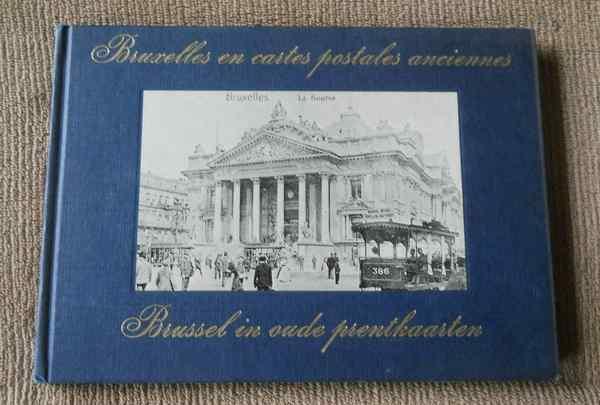 Bruxelles en cartes postales anciennes
Bruxelles La Bourse
386
Brussel in oude prentkaarten